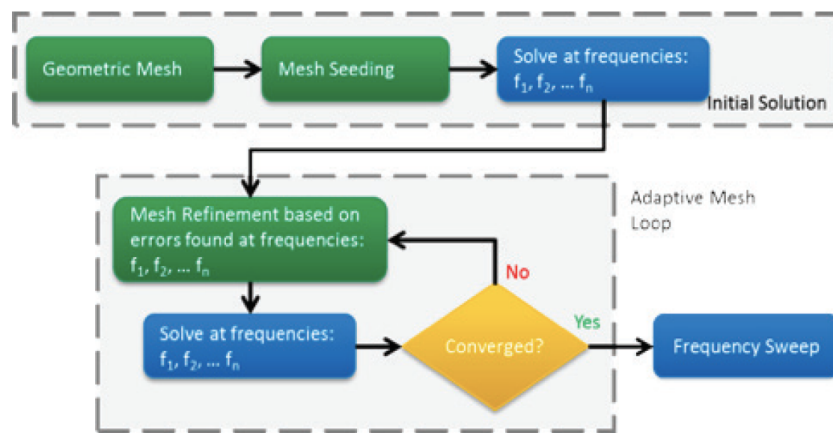 Geometric Mesh
Mesh Seeding
Solve at frequencies:
f₁, f₂, ... fₙ
Initial Solution
Mesh Refinement based on
errors found at frequencies:
f₁, f₂, ... fₙ
Adaptive Mesh
Loop
No
Solve at frequencies:
f₁, f₂, ... fₙ
Converged?
Yes
Frequency Sweep